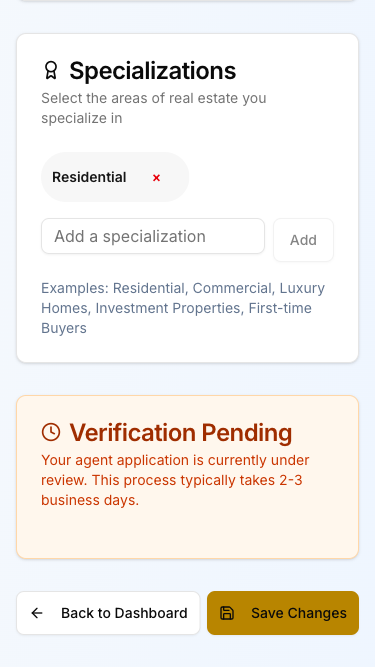 Specializations
Select the areas of real estate you
specialize in
Residential ×
Add a specialization Add
Examples: Residential, Commercial, Luxury
Homes, Investment Properties, First-time
Buyers
Verification Pending
Your agent application is currently under
review. This process typically takes 2-3
business days.
Back to Dashboard Save Changes